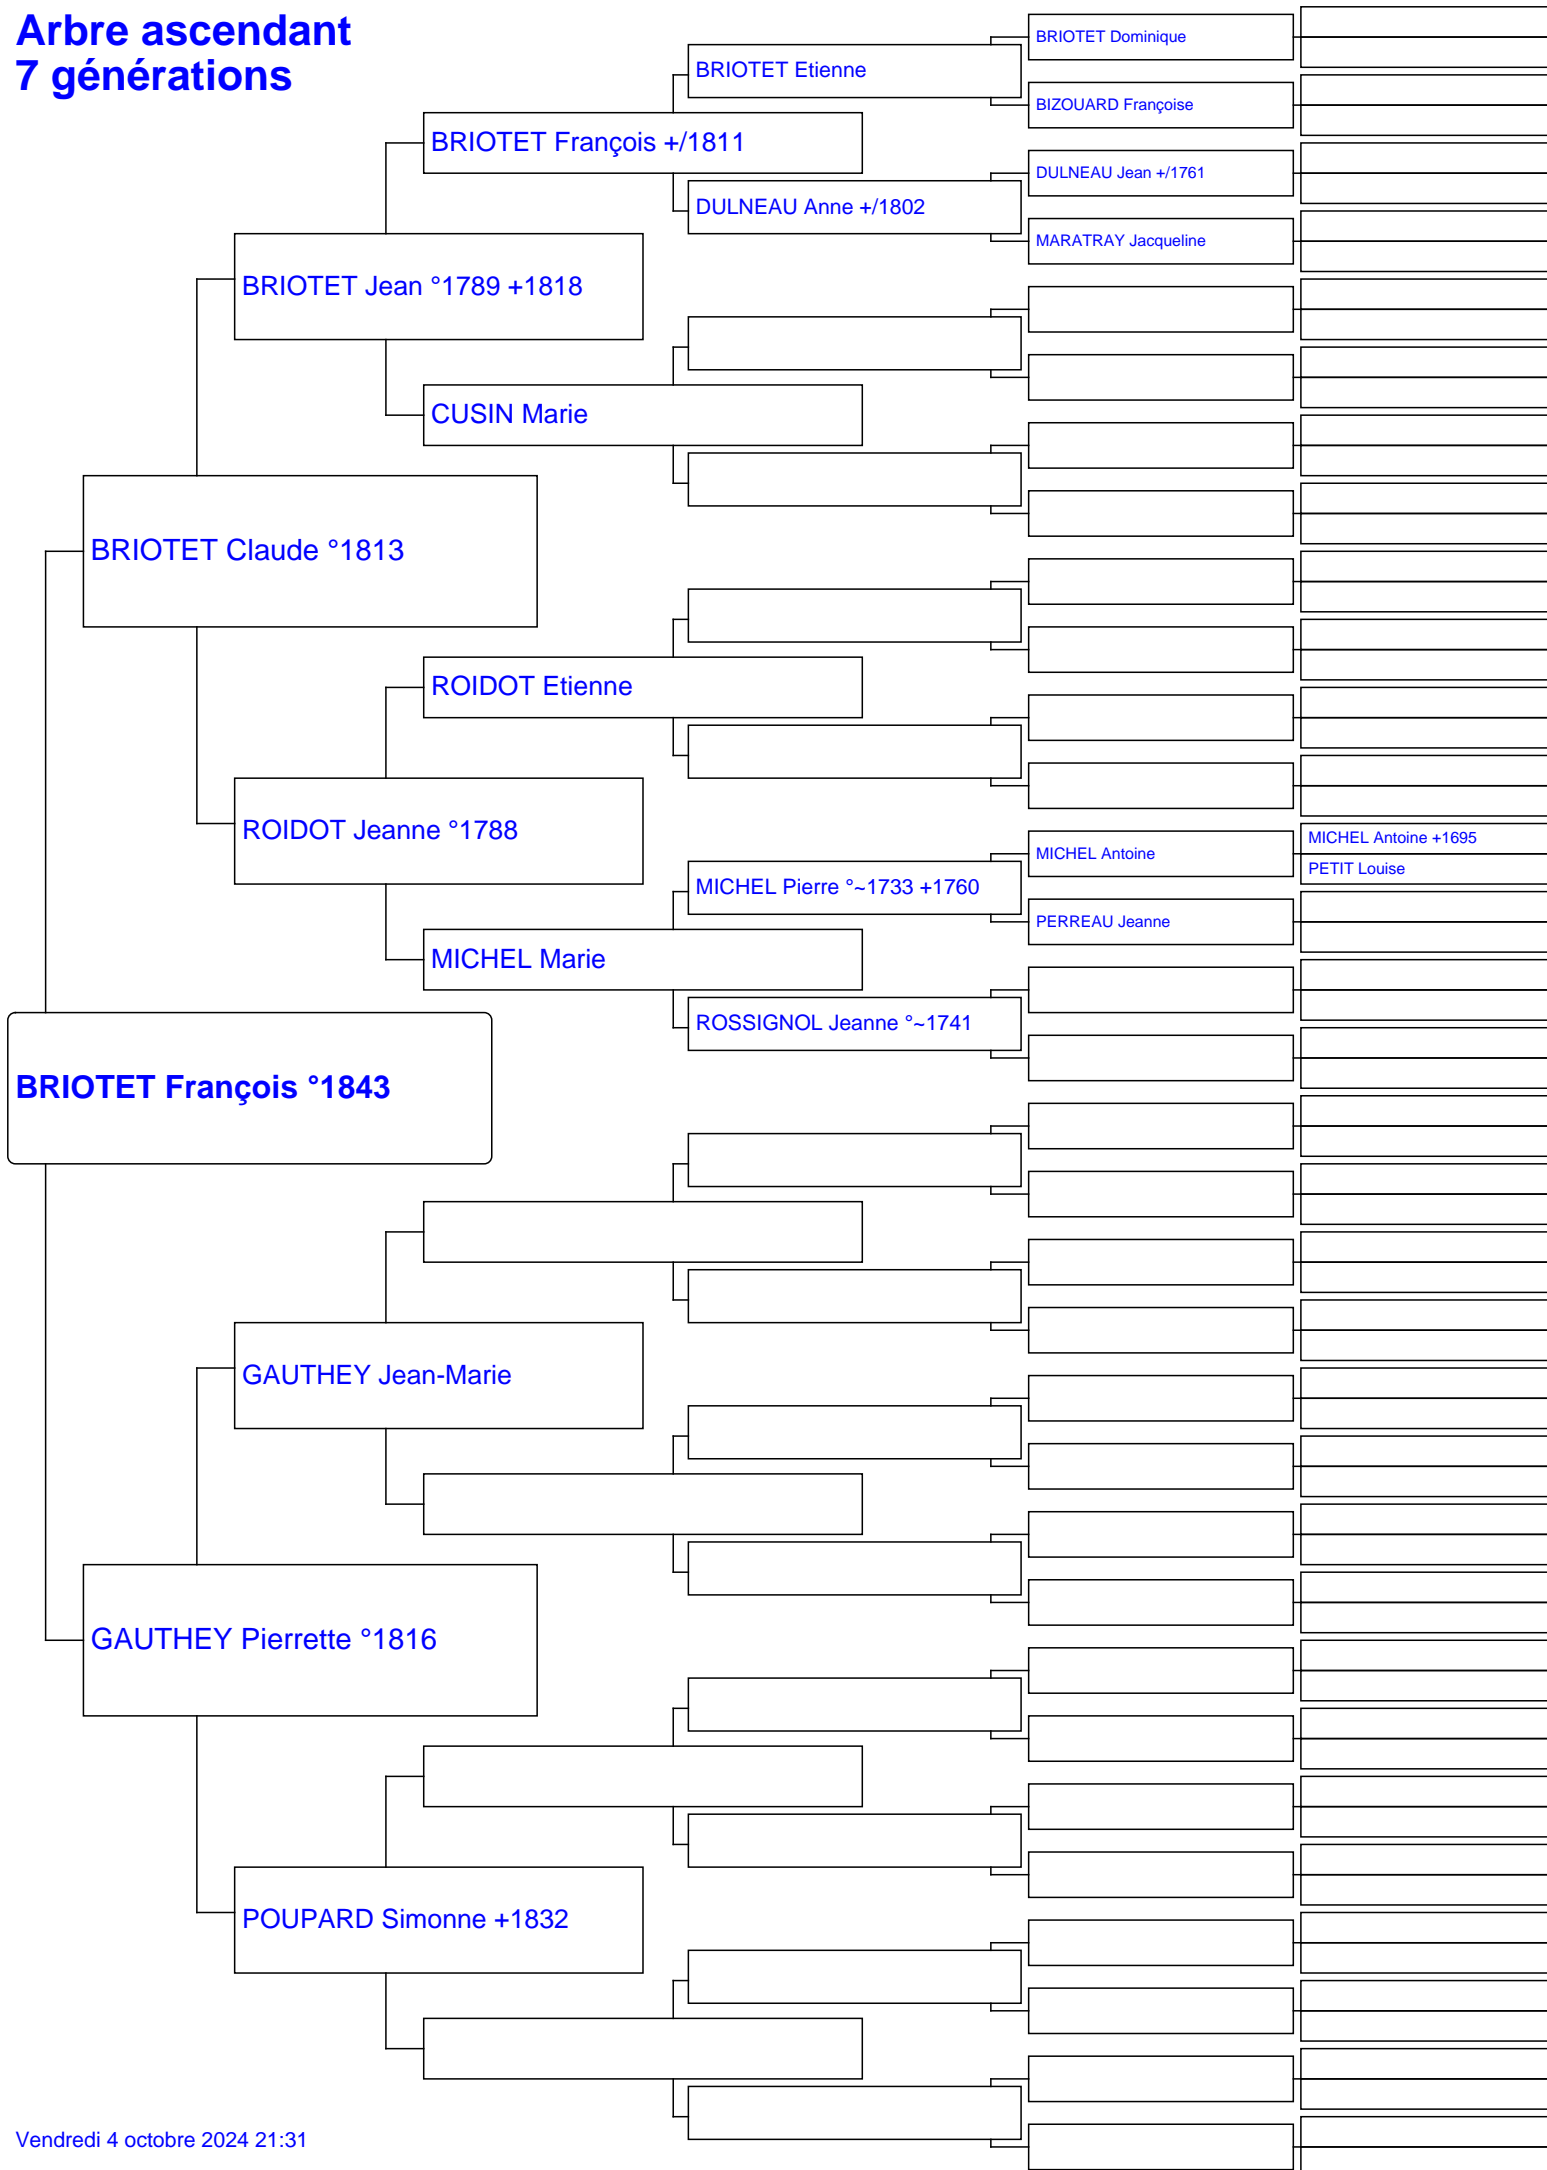 Arbre ascendant
7 générations
BRIOTET Dominique
BRIOTET Etienne
BIZOUARD Françoise
BRIOTET François +/1811
DULNEAU Jean +/1761
DULNEAU Anne +/1802
MARATRAY Jacqueline
BRIOTET Jean °1789 +1818
CUSIN Marie
BRIOTET Claude °1813
ROIDOT Etienne
ROIDOT Jeanne °1788
MICHEL Antoine +1695
MICHEL Antoine
PETIT Louise
MICHEL Pierre °~1733 +1760
PERREAU Jeanne
MICHEL Marie
ROSSIGNOL Jeanne °~1741
BRIOTET François °1843
GAUTHEY Jean-Marie
GAUTHEY Pierrette °1816
POUPARD Simonne +1832
Vendredi 4 octobre 2024 21:31